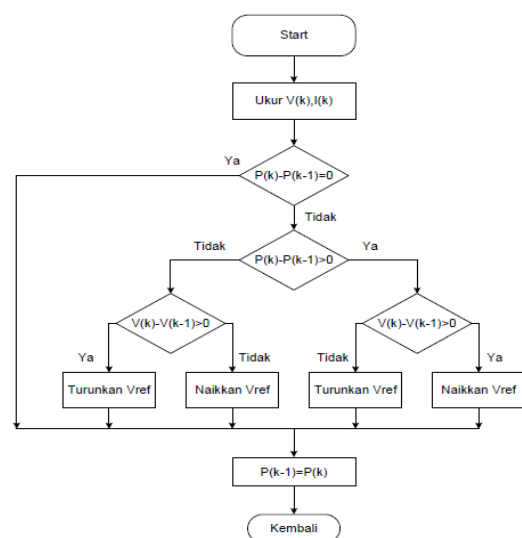 Start
Ukur V(k),I(k)
Ya
P(k)-P(k-1)=0
Tidak
Tidak
P(k)-P(k-1)>0
Ya
V(k)-V(k-1)>0
V(k)-V(k-1)>0
Ya
Tidak
Tidak
Ya
Turunkan Vref
Naikkan Vref
Turunkan Vref
Naikkan Vref
P(k-1)=P(k)
Kembali